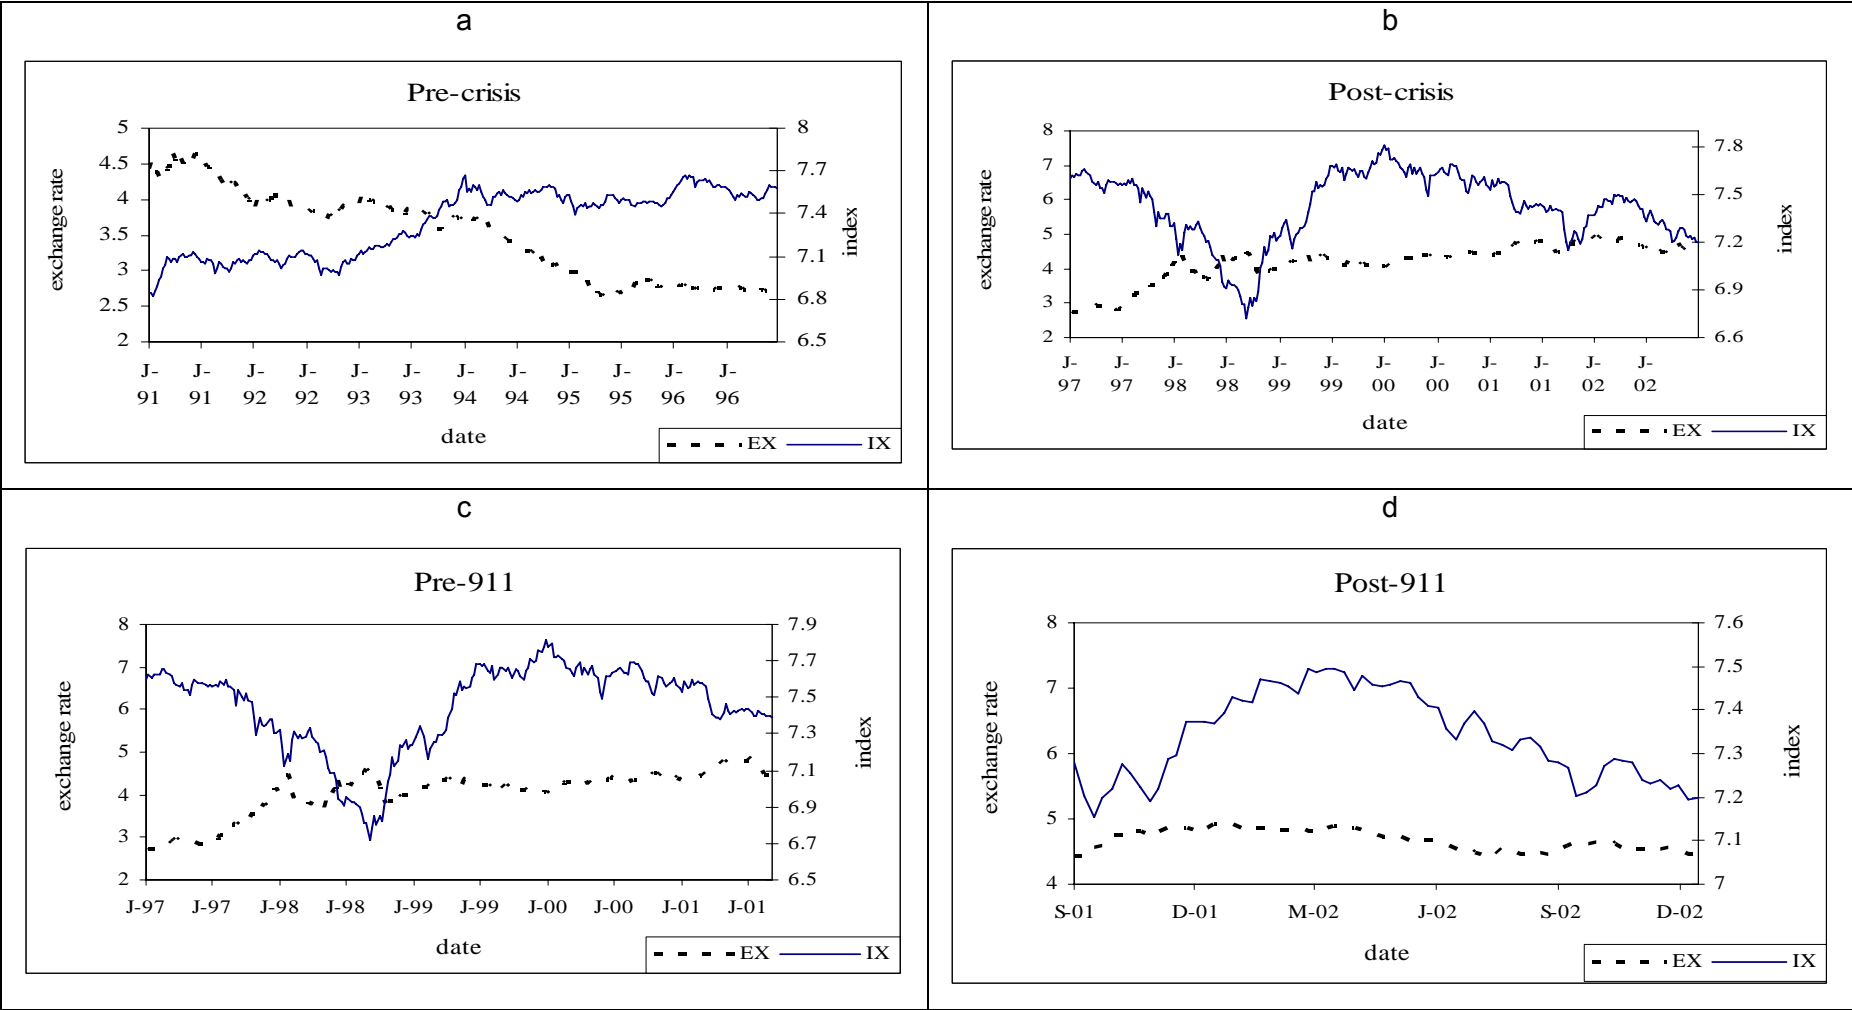 a
Pre-crisis
exchange rate
5
4.5
4
3.5
3
2.5
2
8
7.7
7.4
7.1
6.8
6.5
index
J- J- J- J- J- J- J- J- J- J- J- J-
91 91 92 92 93 93 94 94 95 95 96 96
date
EX IX
b
Post-crisis
exchange rate
8
7
6
5
4
3
2
7.8
7.5
7.2
6.9
6.6
index
J- J- J- J- J- J- J- J- J- J- J- J-
97 97 98 98 99 99 00 00 01 01 02 02
date
EX IX
c
Pre-911
exchange rate
8
7
6
5
4
3
2
7.9
7.7
7.5
7.3
7.1
6.9
6.7
6.5
index
J-97 J-97 J-98 J-98 J-99 J-99 J-00 J-00 J-01 J-01
date
EX IX
d
Post-911
exchange rate
8
7
6
5
4
7.6
7.5
7.4
7.3
7.2
7.1
7
index
S-01 D-01 M-02 J-02 S-02 D-02
date
EX IX